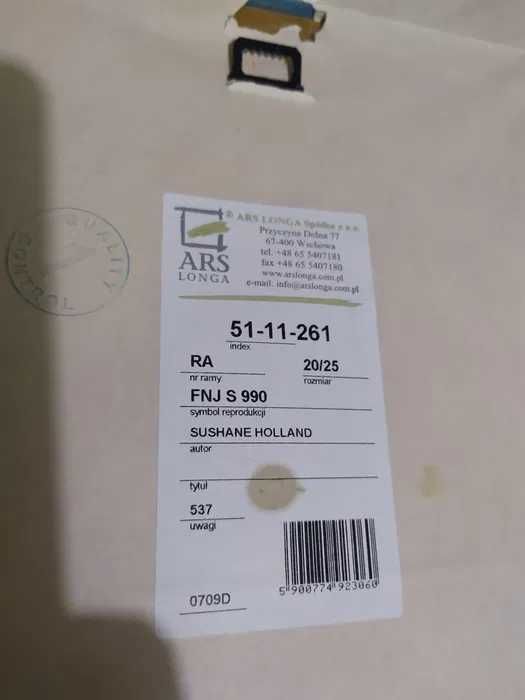 QUALITY
CONTROL
ARS
LONGA
® ARS LONGA Spółka z o.o.
Przyczyna Dolna 77
67-400 Wschowa
tel. +48 65 5407181
fax +48 65 5407180
www.arslonga.com.pl
e-mail. info@arslonga.com.pl
51-11-261
index
RA 20/25
nr ramy rozmiar
FNJ S 990
symbol reprodukcji
SUSHANE HOLLAND
autor
tytuł
537
uwagi
5 900774 923060
0709D